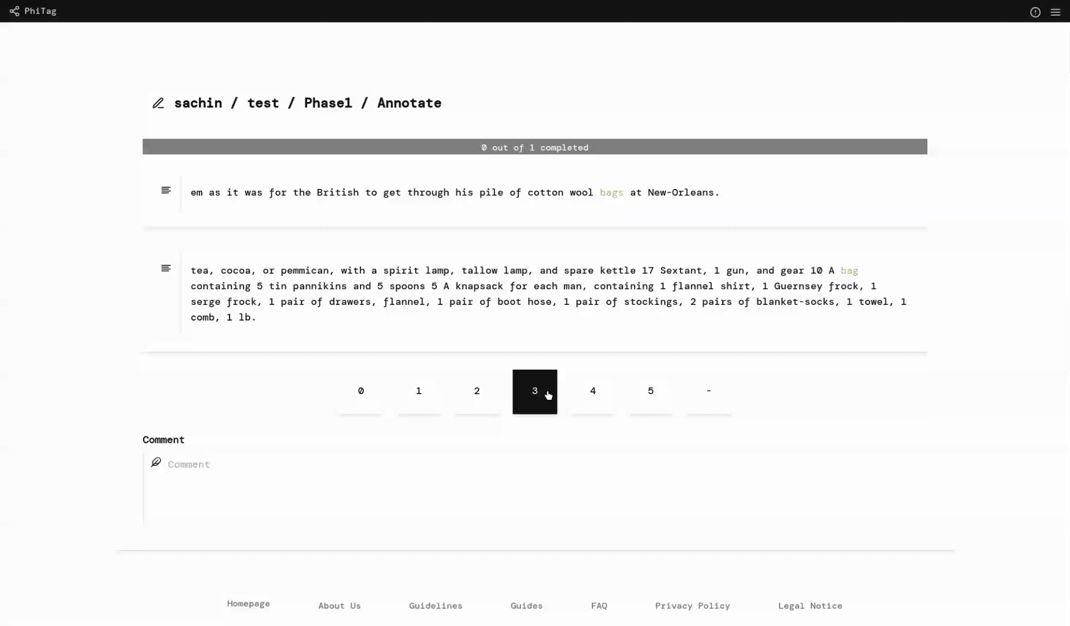 PhiTag
sachin / test / Phase1 / Annotate
0 out of 1 completed
em as it was for the British to get through his pile of cotton wool bags at New-Orleans.
tea, cocoa, or pemmican, with a spirit lamp, tallow lamp, and spare kettle 17 Sextant, 1 gun, and gear 10 A bag
containing 5 tin pannikins and 5 spoons 5 A knapsack for each man, containing 1 flannel shirt, 1 Guernsey frock, 1
serge frock, 1 pair of drawers, flannel, 1 pair of boot hose, 1 pair of stockings, 2 pairs of blanket-socks, 1 towel, 1
comb, 1 lb.
0 1 2 3 4 5 -
Comment
Comment
Homepage About Us Guidelines Guides FAQ Privacy Policy Legal Notice